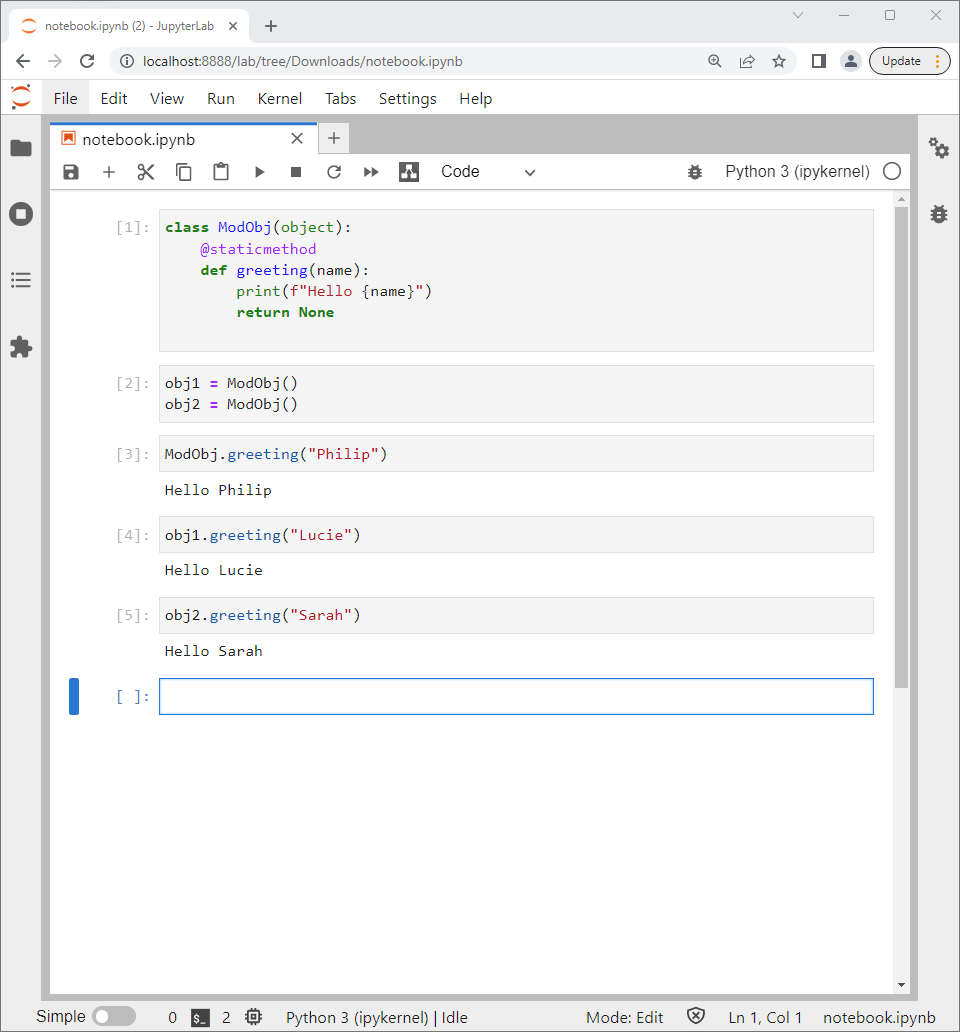 notebook.ipynb (2) - JupyterLab
localhost:8888/lab/tree/Downloads/notebook.ipynb
Update
File Edit View Run Kernel Tabs Settings Help
notebook.ipynb
Code Python 3 (ipykernel)
[1]: class ModObj(object):
    @staticmethod
    def greeting(name):
        print(f"Hello {name}")
        return None
[2]: obj1 = ModObj()
obj2 = ModObj()
[3]: ModObj.greeting("Philip")
Hello Philip
[4]: obj1.greeting("Lucie")
Hello Lucie
[5]: obj2.greeting("Sarah")
Hello Sarah
[ ]:
Simple 0 $_ 2 Python 3 (ipykernel) | Idle Mode: Edit Ln 1, Col 1 notebook.ipynb